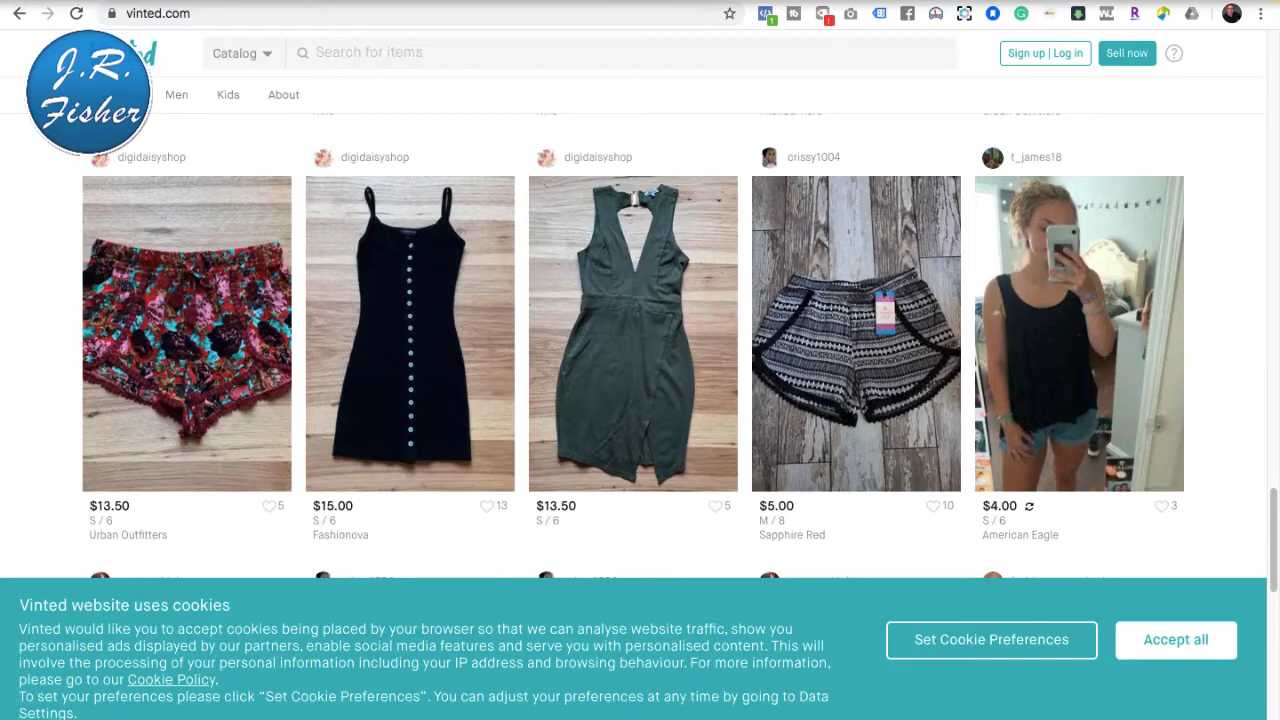 vinted.com
J.R. Fisher
Catalog
Search for items
Sign up | Log in
Sell now
Men
Kids
About
digidaisyshop
digidaisyshop
digidaisyshop
crissy1004
t_james18
$13.50
5
S / 6
Urban Outfitters
$15.00
13
S / 6
Fashionova
$13.50
5
S / 6
$5.00
10
M / 8
Sapphire Red
$4.00
3
S / 6
American Eagle
Vinted website uses cookies
Vinted would like you to accept cookies being placed by your browser so that we can analyse website traffic, show you
personalised ads displayed by our partners, enable social media features and serve you with personalised content. This will
involve the processing of your personal information including your IP address and browsing behaviour. For more information,
please go to our Cookie Policy.
To set your preferences please click “Set Cookie Preferences”. You can adjust your preferences at any time by going to Data
Settings.
Set Cookie Preferences
Accept all